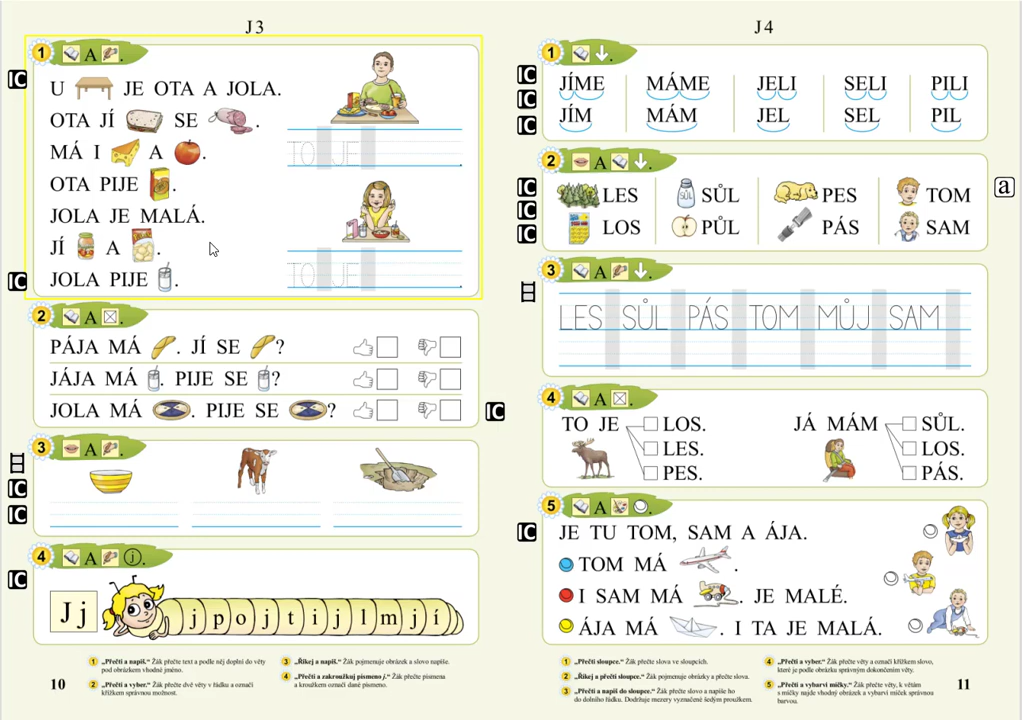 J 3
1 A .
U JE OTA A JOLA.
OTA JÍ SE .
MÁ I A .
OTA PIJE .
JOLA JE MALÁ.
JÍ A .
JOLA PIJE .
TO JE .
TO JE .
2 A .
PÁJA MÁ . JÍ SE ?
JÁJA MÁ . PIJE SE ?
JOLA MÁ . PIJE SE ?
3 A .
4 A j .
J j
j p o j t i j l m j í
1 „Přečti a napiš.“ Žák přečte text a podle něj doplní do věty
pod obrázkem vhodné jméno.
2 „Přečti a vyber.“ Žák přečte dvě věty v řádku a označí
křížkem správnou možnost.
3 „Říkej a napiš.“ Žák pojmenuje obrázek a slovo napíše.
4 „Přečti a zakroužkuj písmeno j.“ Žák přečte písmena
a kroužkem označí dané písmeno.
10
J 4
1 .
JÍME MÁME JELI SELI PILI
JÍM MÁM JEL SEL PIL
2 A
LES SŮL PES TOM
LOS PŮL PÁS SAM
a
3 A
LES SŮL PÁS TOM MŮJ SAM
4 A .
TO JE LOS.
LES.
PES.
JÁ MÁM SŮL.
LOS.
PÁS.
5 A .
JE TU TOM, SAM A ÁJA.
TOM MÁ .
I SAM MÁ . JE MALÉ.
ÁJA MÁ . I TA JE MALÁ.
1 „Přečti sloupce.“ Žák přečte slova ve sloupcích.
2 „Říkej a přečti sloupce.“ Žák pojmenuje obrázky a přečte slova.
3 „Přečti a napiš do sloupce.“ Žák přečte slovo a napíše ho
do dolního řádku. Dodržuje mezery vyznačené šedým proužkem.
4 „Přečti a vyber.“ Žák přečte věty a označí křížkem slovo,
které je podle obrázku správným dokončením věty.
5 „Přečti a vybarvi míčky.“ Žák přečte věty, k větám
s míčky najde vhodný obrázek a vybarví míček správnou
barvou.
11